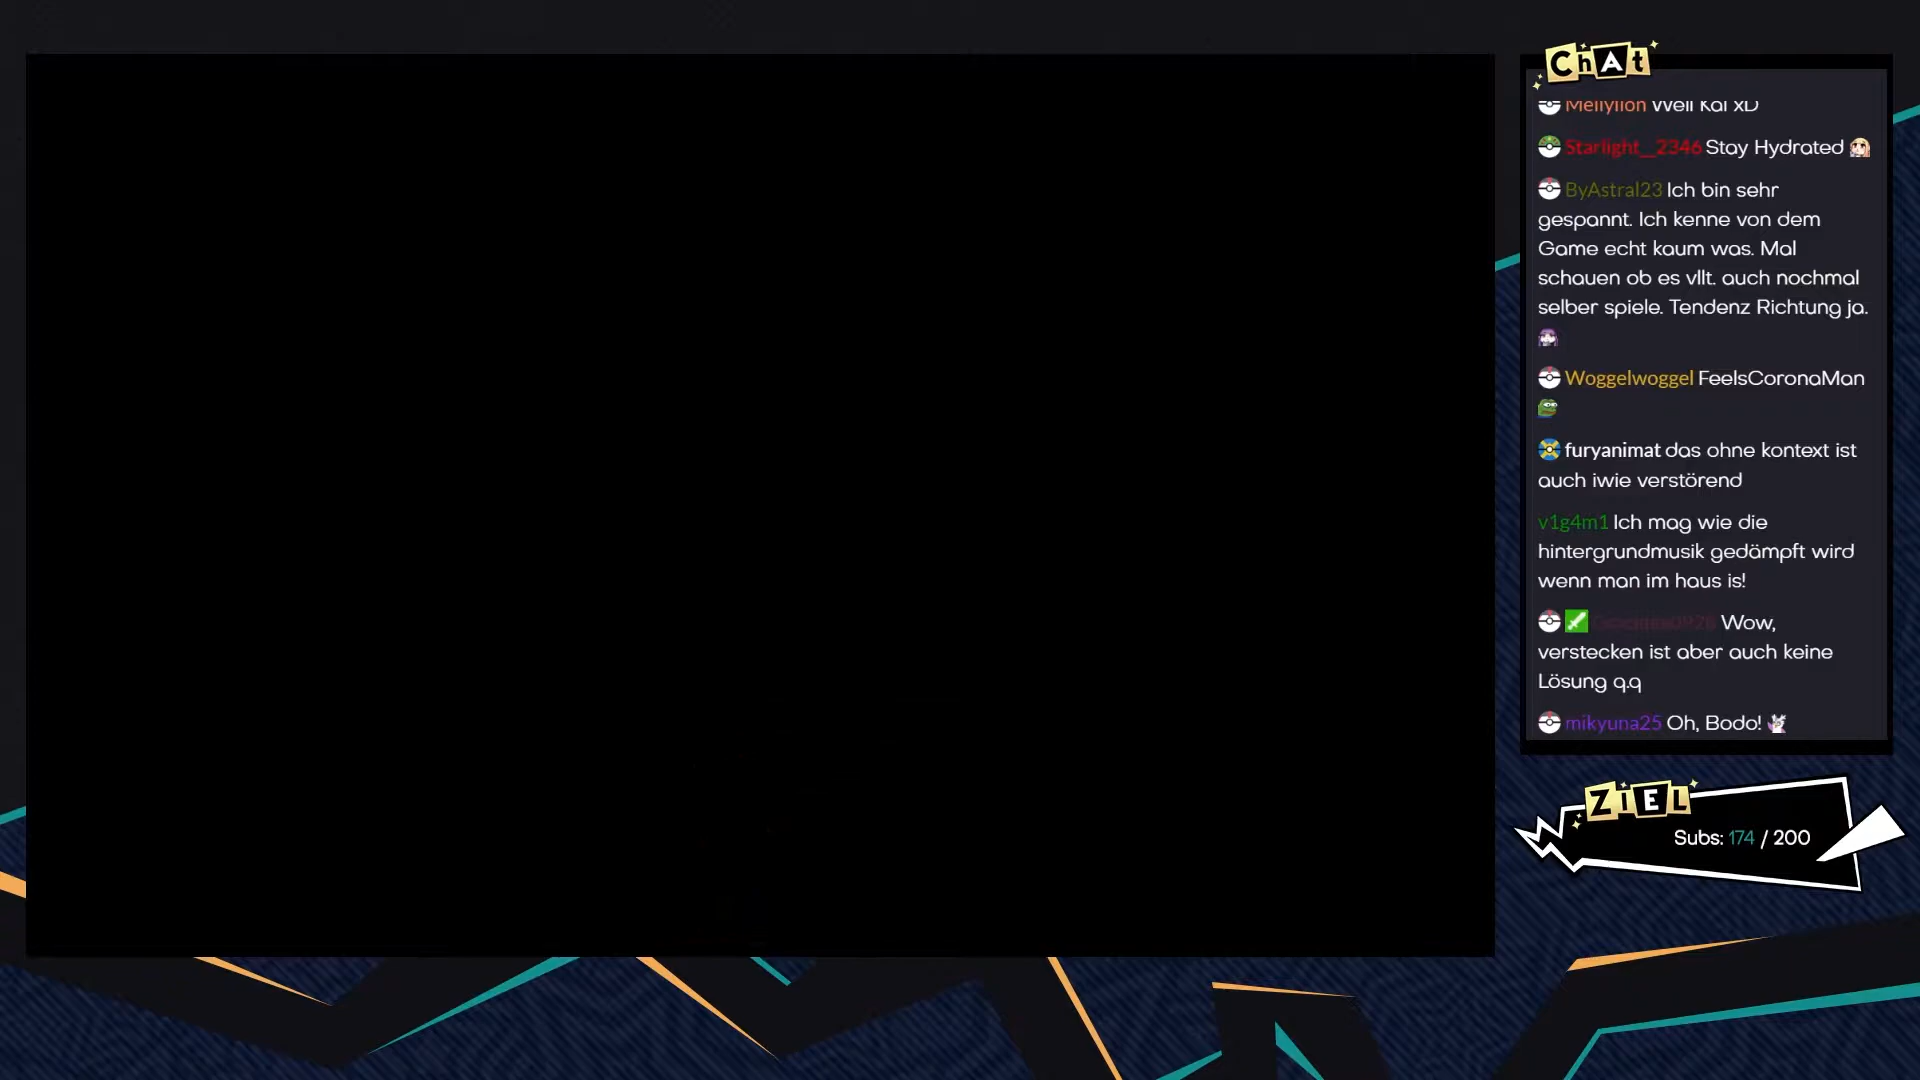 ChAt
Mellyllon Weil Kai xD
Starlight_2346 Stay Hydrated
ByAstral23 Ich bin sehr
gespannt. Ich kenne von dem
Game echt kaum was. Mal
schauen ob es vllt. auch nochmal
selber spiele. Tendenz Richtung ja.
Woggelwoggel FeelsCoronaMan
furyanimat das ohne kontext ist
auch iwie verstörend
v1g4m1 Ich mag wie die
hintergrundmusik gedämpft wird
wenn man im haus is!
Wow,
verstecken ist aber auch keine
Lösung q.q
mikyuna25 Oh, Bodo!
ZiEL
Subs: 174 / 200